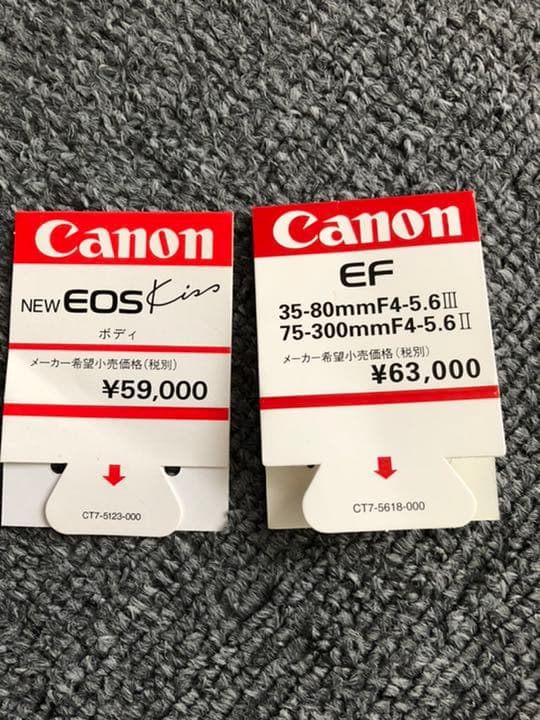 Canon
NEW EOS Kiss
ボディ
メーカー希望小売価格(税別)
¥59,000
CT7-5123-000
Canon
EF
35-80mmF4-5.6III
75-300mmF4-5.6II
メーカー希望小売価格(税別)
¥63,000
CT7-5618-000